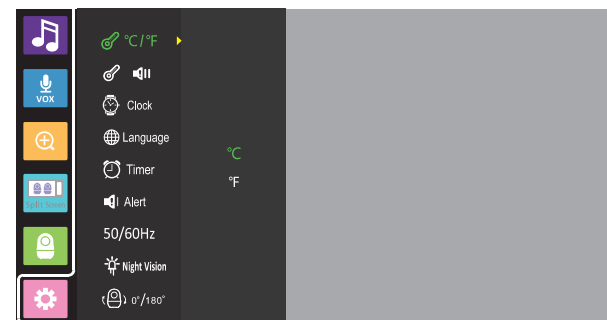 VOX
Split Screen
°C/°F
Clock
Language
Timer
Alert
50/60Hz
Night Vision
0°/180°
°C
°F